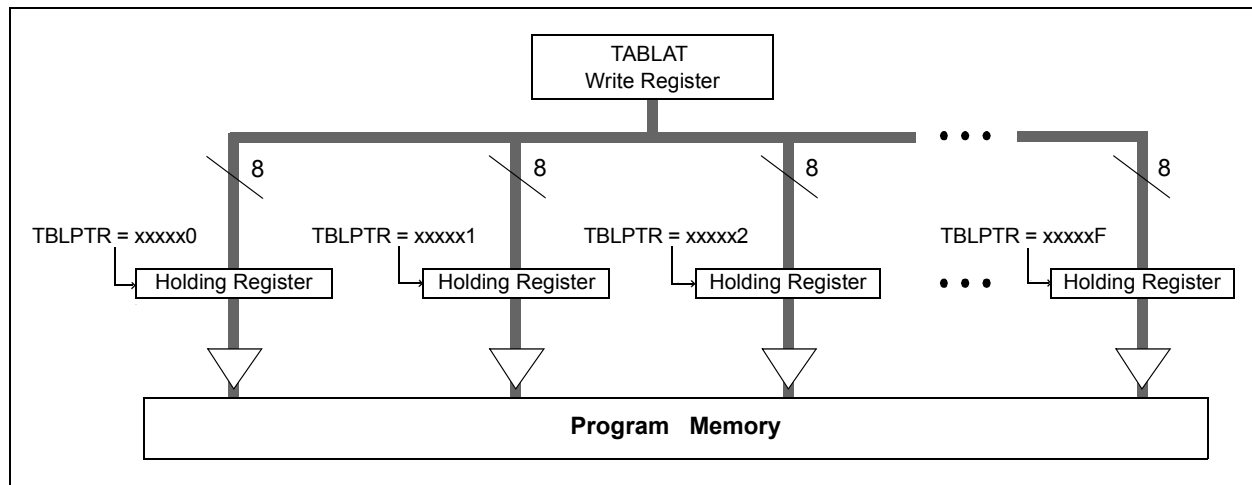 TABLAT
Write Register
8
8
8
8
TBLPTR = xxxxx0
TBLPTR = xxxxx1
TBLPTR = xxxxx2
TBLPTR = xxxxxF
Holding Register
Holding Register
Holding Register
Holding Register
Program Memory